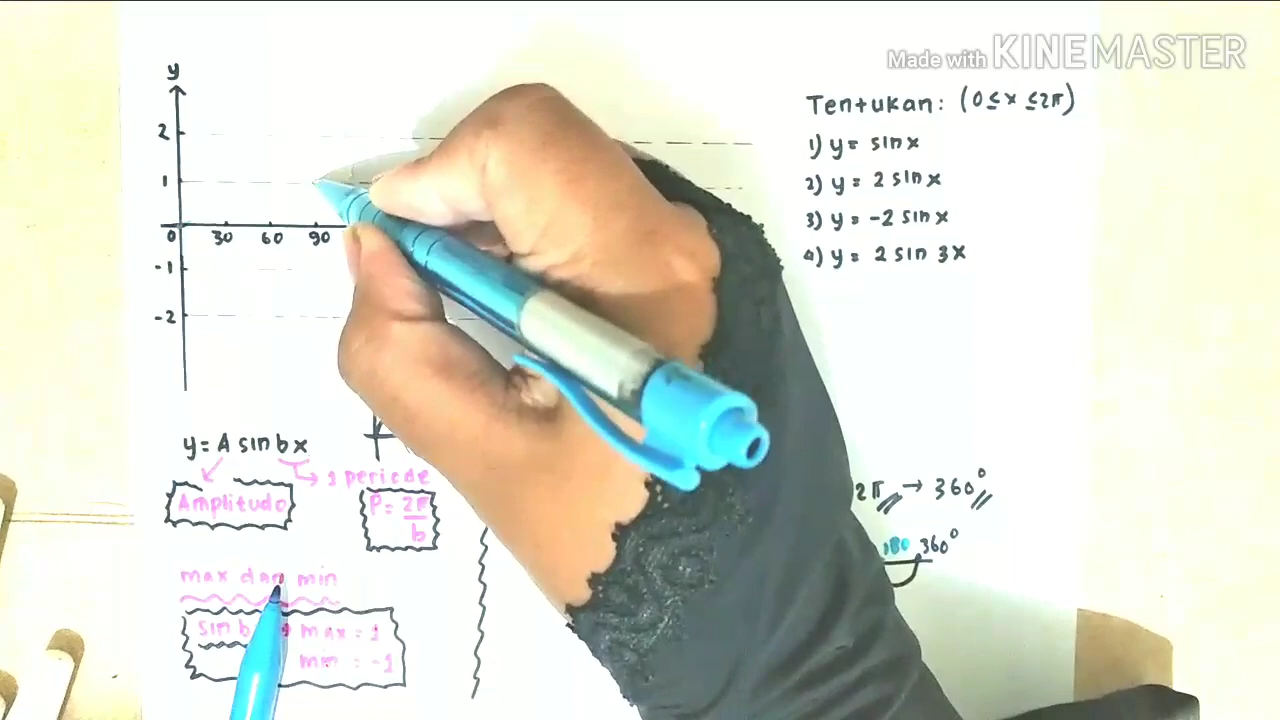 Made with KINEMASTER
y
2
1
0 30 60 90
-1
-2
Tentukan: (0 ≤ x ≤ 2π)
1) y = sin x
2) y = 2 sin x
3) y = -2 sin x
4) y = 2 sin 3x
y = A sin bx
Amplitudo
1 periode
P = 2π/b
max dan min
max = 1
min = -1
2π → 360°
180 360°